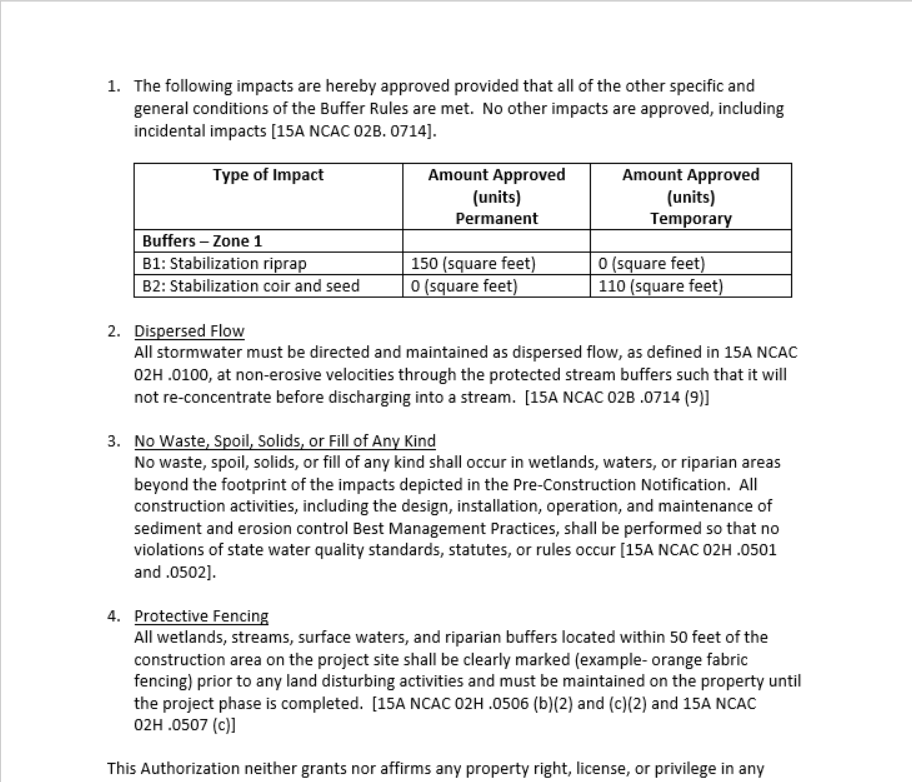 1. The following impacts are hereby approved provided that all of the other specific and
general conditions of the Buffer Rules are met. No other impacts are approved, including
incidental impacts [15A NCAC 02B. 0714].
Type of Impact
Amount Approved
(units)
Permanent
Amount Approved
(units)
Temporary
Buffers – Zone 1
B1: Stabilization riprap
150 (square feet)
0 (square feet)
B2: Stabilization coir and seed
0 (square feet)
110 (square feet)
2. Dispersed Flow
All stormwater must be directed and maintained as dispersed flow, as defined in 15A NCAC
02H .0100, at non-erosive velocities through the protected stream buffers such that it will
not re-concentrate before discharging into a stream. [15A NCAC 02B .0714 (9)]
3. No Waste, Spoil, Solids, or Fill of Any Kind
No waste, spoil, solids, or fill of any kind shall occur in wetlands, waters, or riparian areas
beyond the footprint of the impacts depicted in the Pre-Construction Notification. All
construction activities, including the design, installation, operation, and maintenance of
sediment and erosion control Best Management Practices, shall be performed so that no
violations of state water quality standards, statutes, or rules occur [15A NCAC 02H .0501
and .0502].
4. Protective Fencing
All wetlands, streams, surface waters, and riparian buffers located within 50 feet of the
construction area on the project site shall be clearly marked (example- orange fabric
fencing) prior to any land disturbing activities and must be maintained on the property until
the project phase is completed. [15A NCAC 02H .0506 (b)(2) and (c)(2) and 15A NCAC
02H .0507 (c)]
This Authorization neither grants nor affirms any property right, license, or privilege in any